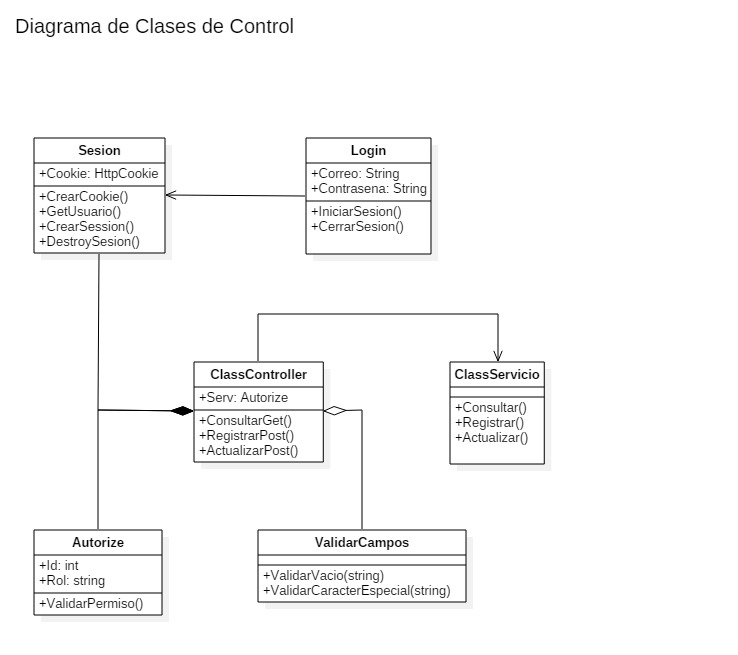 Diagrama de Clases de Control
Sesion
+Cookie: HttpCookie
+CrearCookie()
+GetUsuario()
+CrearSession()
+DestroySesion()
Login
+Correo: String
+Contrasena: String
+IniciarSesion()
+CerrarSesion()
ClassController
+Serv: Autorize
+ConsultarGet()
+RegistrarPost()
+ActualizarPost()
ClassServicio
+Consultar()
+Registrar()
+Actualizar()
Autorize
+Id: int
+Rol: string
+ValidarPermiso()
ValidarCampos
+ValidarVacio(string)
+ValidarCaracterEspecial(string)